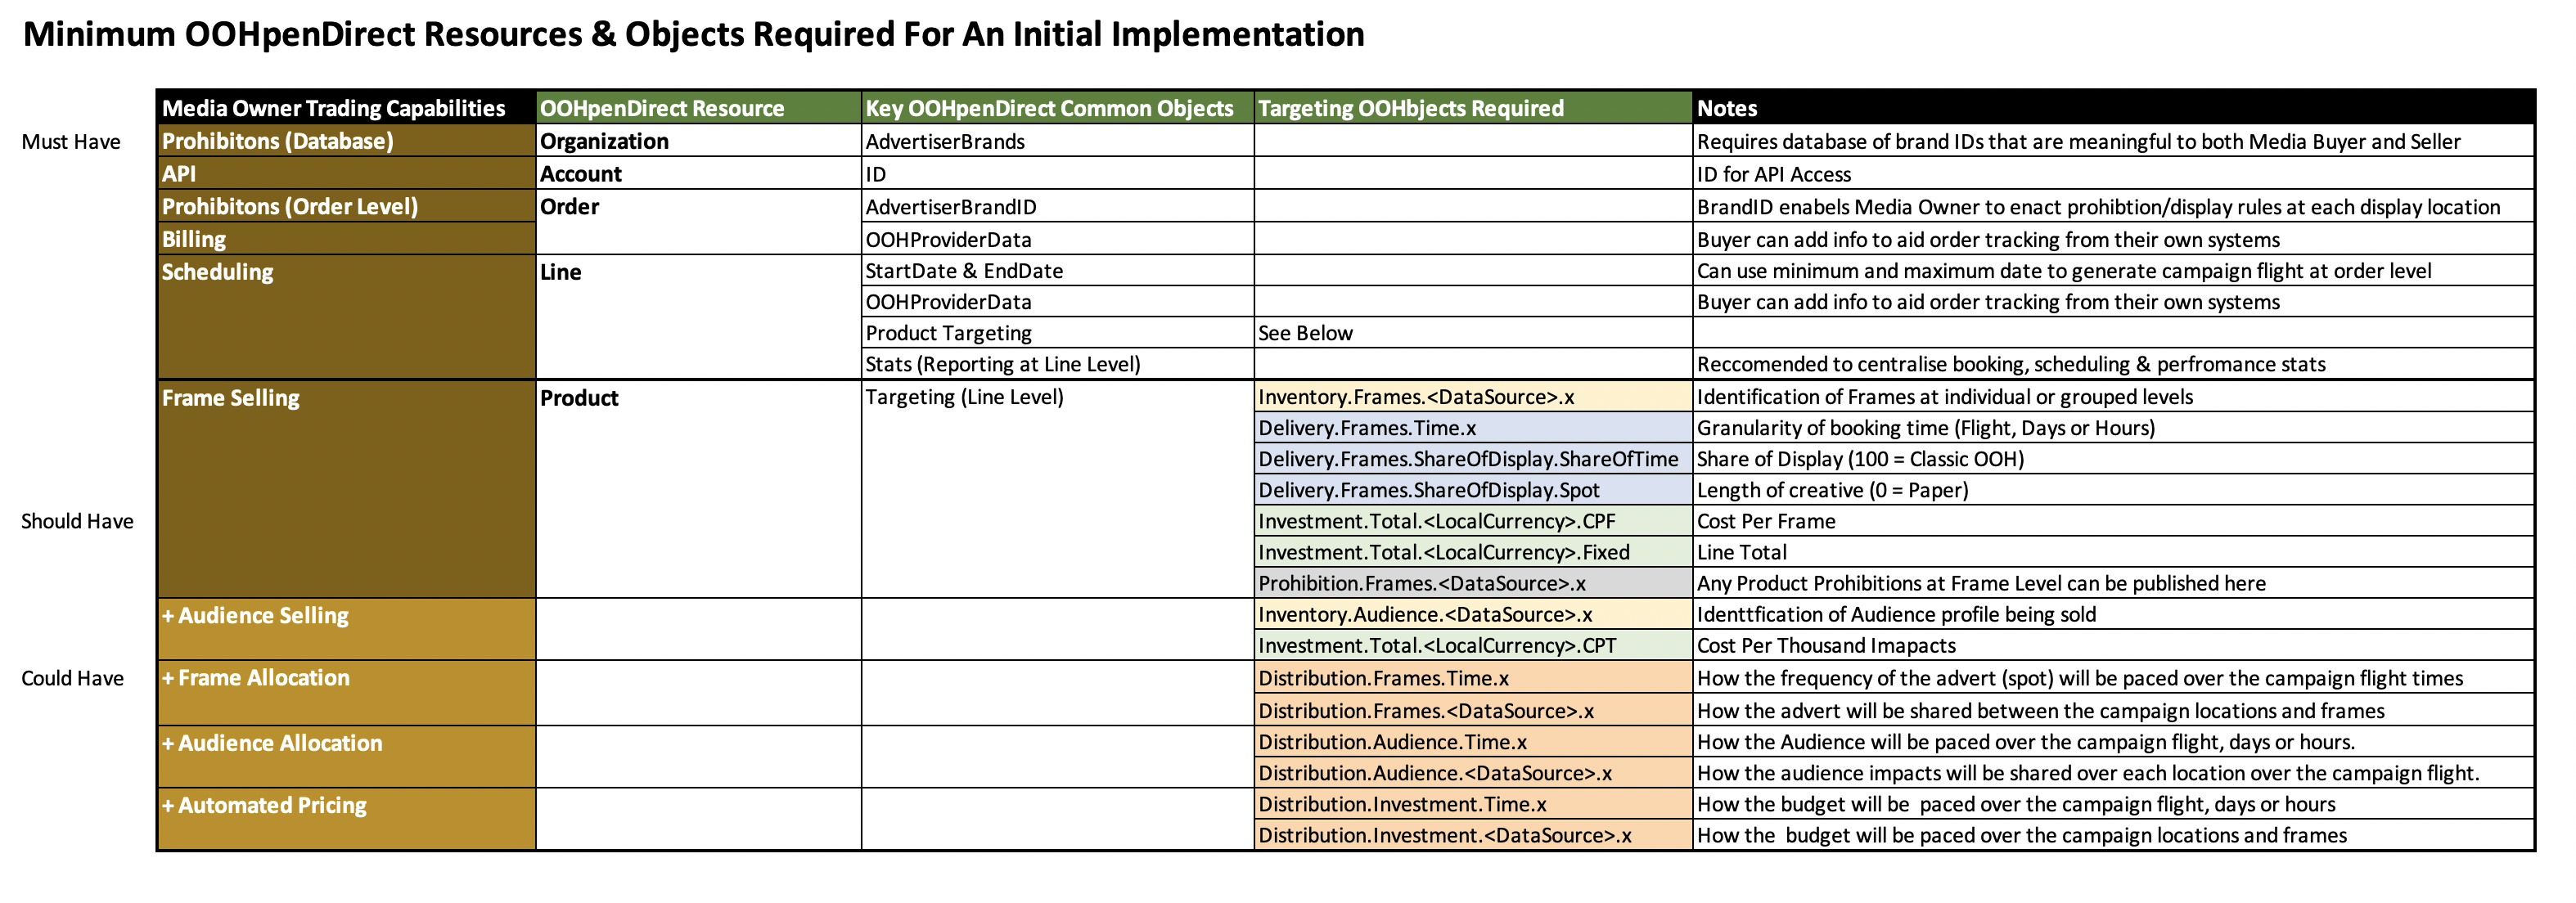 Minimum OOHpenDirect Resources & Objects Required For An Initial Implementation
Media Owner Trading Capabilities OOHpenDirect Resource Key OOHpenDirect Common Objects Targeting OOHbjects Required Notes
Must Have Prohibitons (Database) Organization AdvertiserBrands Requires database of brand IDs that are meaningful to both Media Buyer and Seller
API Account ID ID for API Access
Prohibitons (Order Level) Order AdvertiserBrandID BrandID enabels Media Owner to enact prohibtion/display rules at each display location
Billing OOHProviderData Buyer can add info to aid order tracking from their own systems
Scheduling Line StartDate & EndDate Can use minimum and maximum date to generate campaign flight at order level
OOHProviderData Buyer can add info to aid order tracking from their own systems
Product Targeting See Below
Stats (Reporting at Line Level) Reccomended to centralise booking, scheduling & perfromance stats
Frame Selling Product Targeting (Line Level) Inventory.Frames.<DataSource>.x Identification of Frames at individual or grouped levels
Delivery.Frames.Time.x Granularity of booking time (Flight, Days or Hours)
Delivery.Frames.ShareOfDisplay.ShareOfTime Share of Display (100 = Classic OOH)
Delivery.Frames.ShareOfDisplay.Spot Length of creative (0 = Paper)
Should Have Investment.Total.<LocalCurrency>.CPF Cost Per Frame
Investment.Total.<LocalCurrency>.Fixed Line Total
Prohibition.Frames.<DataSource>.x Any Product Prohibitions at Frame Level can be published here
+ Audience Selling Inventory.Audience.<DataSource>.x Identtfication of Audience profile being sold
Investment.Total.<LocalCurrency>.CPT Cost Per Thousand Imapacts
Could Have + Frame Allocation Distribution.Frames.Time.x How the frequency of the advert (spot) will be paced over the campaign flight times
Distribution.Frames.<DataSource>.x How the advert will be shared between the campaign locations and frames
+ Audience Allocation Distribution.Audience.Time.x How the Audience will be paced over the campaign flight, days or hours.
Distribution.Audience.<DataSource>.x How the audience impacts will be shared over each location over the campaign flight.
+ Automated Pricing Distribution.Investment.Time.x How the budget will be  paced over the campaign flight, days or hours
Distribution.Investment.<DataSource>.x How the  budget will be paced over the campaign locations and frames